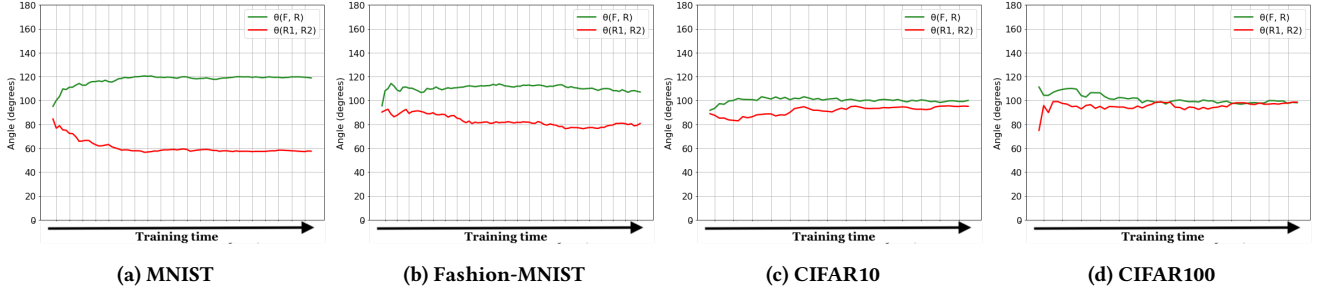 180
160
140
120
100
80
60
40
20
0
Angle (degrees)
θ(F, R)
θ(R1, R2)
Training time
(a) MNIST
180
160
140
120
100
80
60
40
20
0
Angle (degrees)
θ(F, R)
θ(R1, R2)
Training time
(b) Fashion-MNIST
180
160
140
120
100
80
60
40
20
0
Angle (degrees)
θ(F, R)
θ(R1, R2)
Training time
(c) CIFAR10
180
160
140
120
100
80
60
40
20
0
Angle (degrees)
θ(F, R)
θ(R1, R2)
Training time
(d) CIFAR100